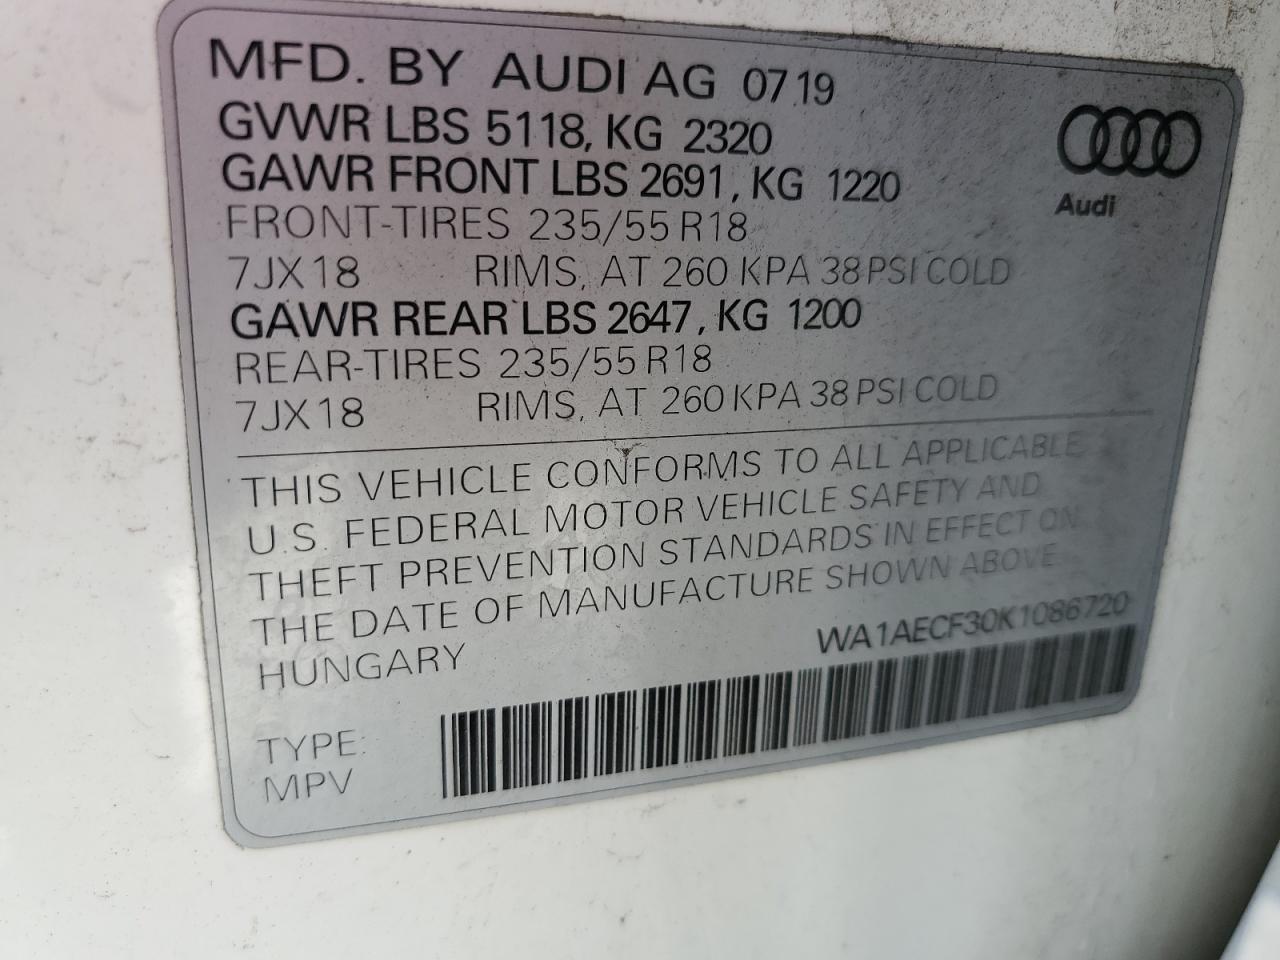 MFD. BY AUDI AG 07 19
GVWR LBS 5118, KG 2320
GAWR FRONT LBS 2691, KG 1220
Audi
FRONT-TIRES 235/55 R18
7JX18 RIMS, AT 260 KPA 38 PSI COLD
GAWR REAR LBS 2647, KG 1200
REAR-TIRES 235/55 R18
7JX18 RIMS, AT 260 KPA 38 PSI COLD
THIS VEHICLE CONFORMS TO ALL APPLICABLE
U.S. FEDERAL MOTOR VEHICLE SAFETY AND
THEFT PREVENTION STANDARDS IN EFFECT ON
THE DATE OF MANUFACTURE SHOWN ABOVE
HUNGARY
WA1AECF30K1086720
TYPE:
MPV